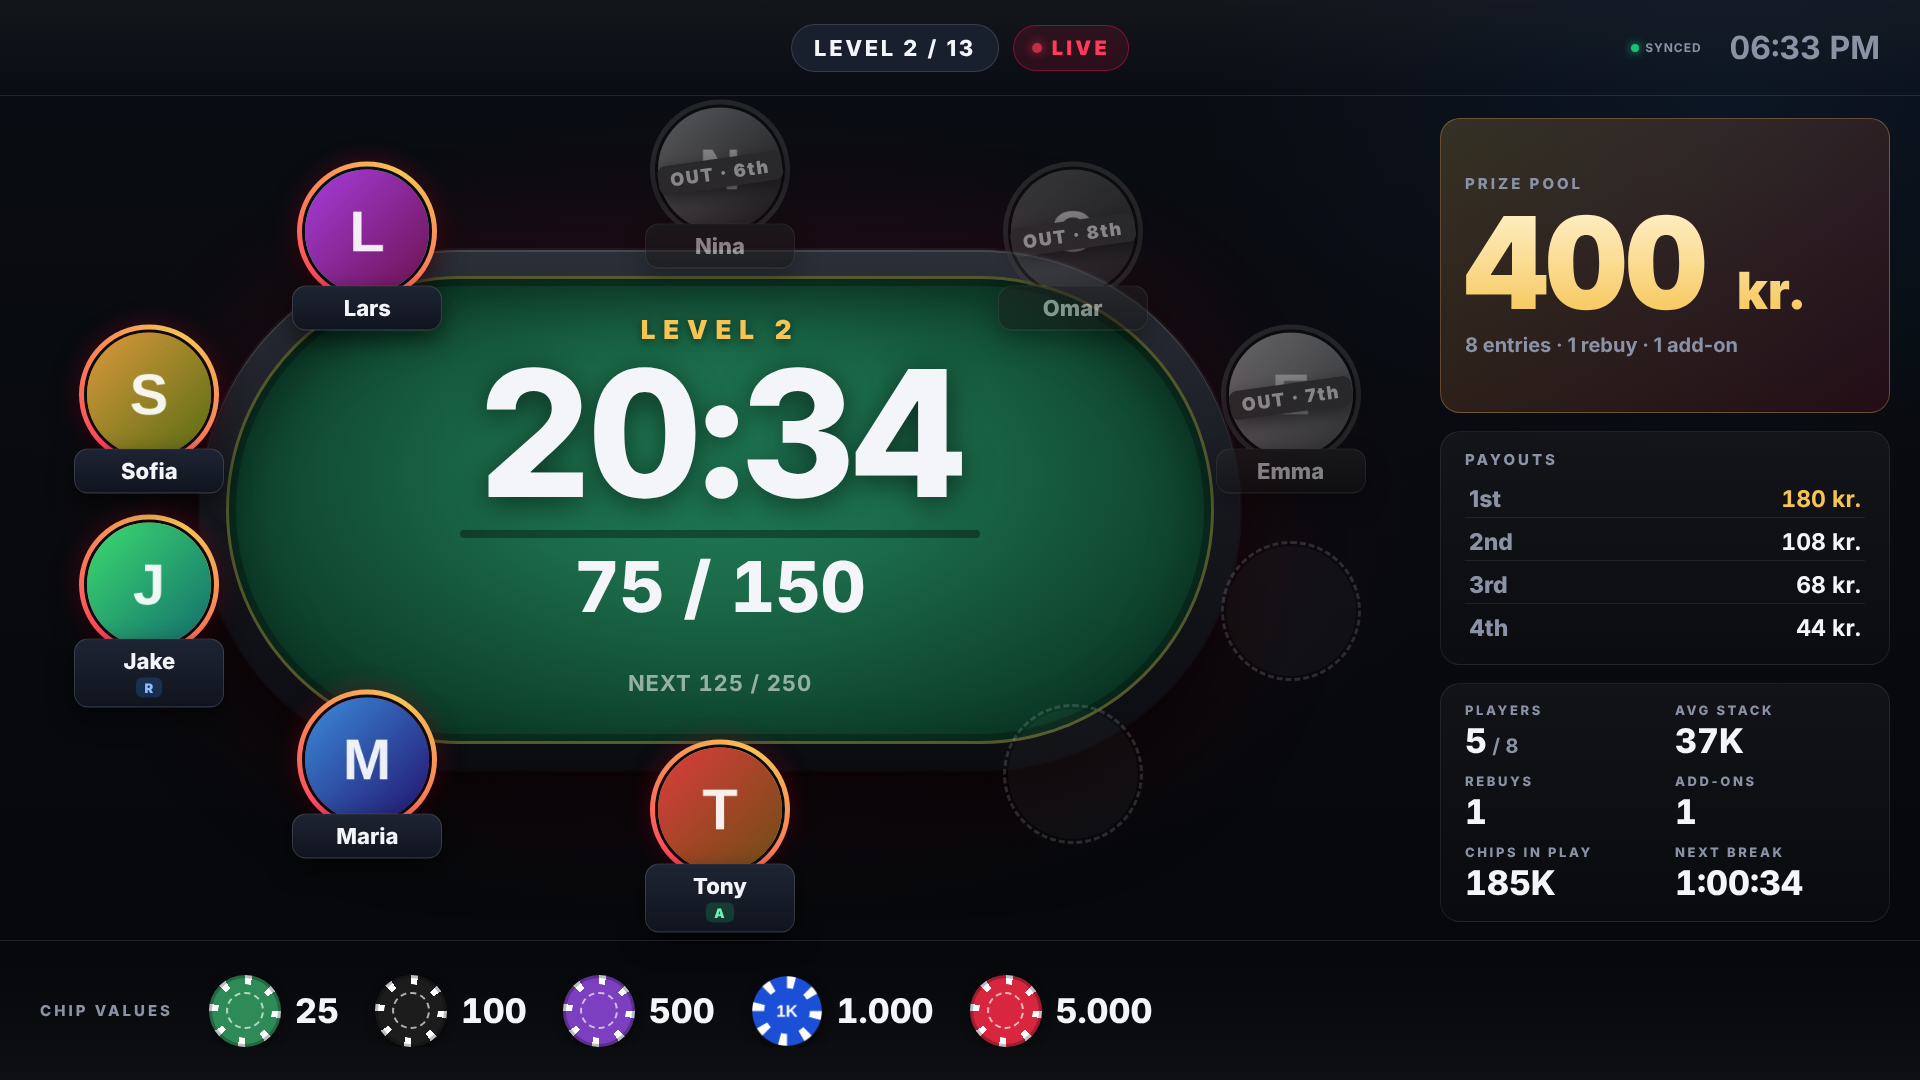 LEVEL 2 / 13
LIVE
SYNCED
06:33 PM
L
Lars
OUT · 6th
Nina
OUT · 8th
Omar
S
Sofia
OUT · 7th
Emma
J
Jake
R
M
Maria
T
Tony
A
LEVEL 2
20:34
75 / 150
NEXT 125 / 250
PRIZE POOL
400 kr.
8 entries · 1 rebuy · 1 add-on
PAYOUTS
1st 180 kr.
2nd 108 kr.
3rd 68 kr.
4th 44 kr.
PLAYERS
5 / 8
AVG STACK
37K
REBUYS
1
ADD-ONS
1
CHIPS IN PLAY
185K
NEXT BREAK
1:00:34
CHIP VALUES
25
100
500
1K
1.000
5.000